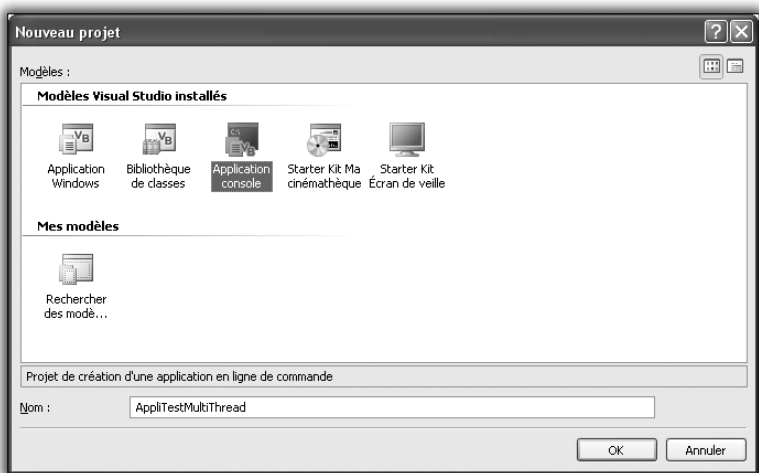 Nouveau projet
Modèles :
Modèles Visual Studio installés
Application
Windows
Bibliothèque
de classes
Application
console
Starter Kit Ma
cinémathèque
Starter Kit
Écran de veille
Mes modèles
Rechercher
des modè...
Projet de création d'une application en ligne de commande
Nom :
AppliTestMultiThread
OK
Annuler